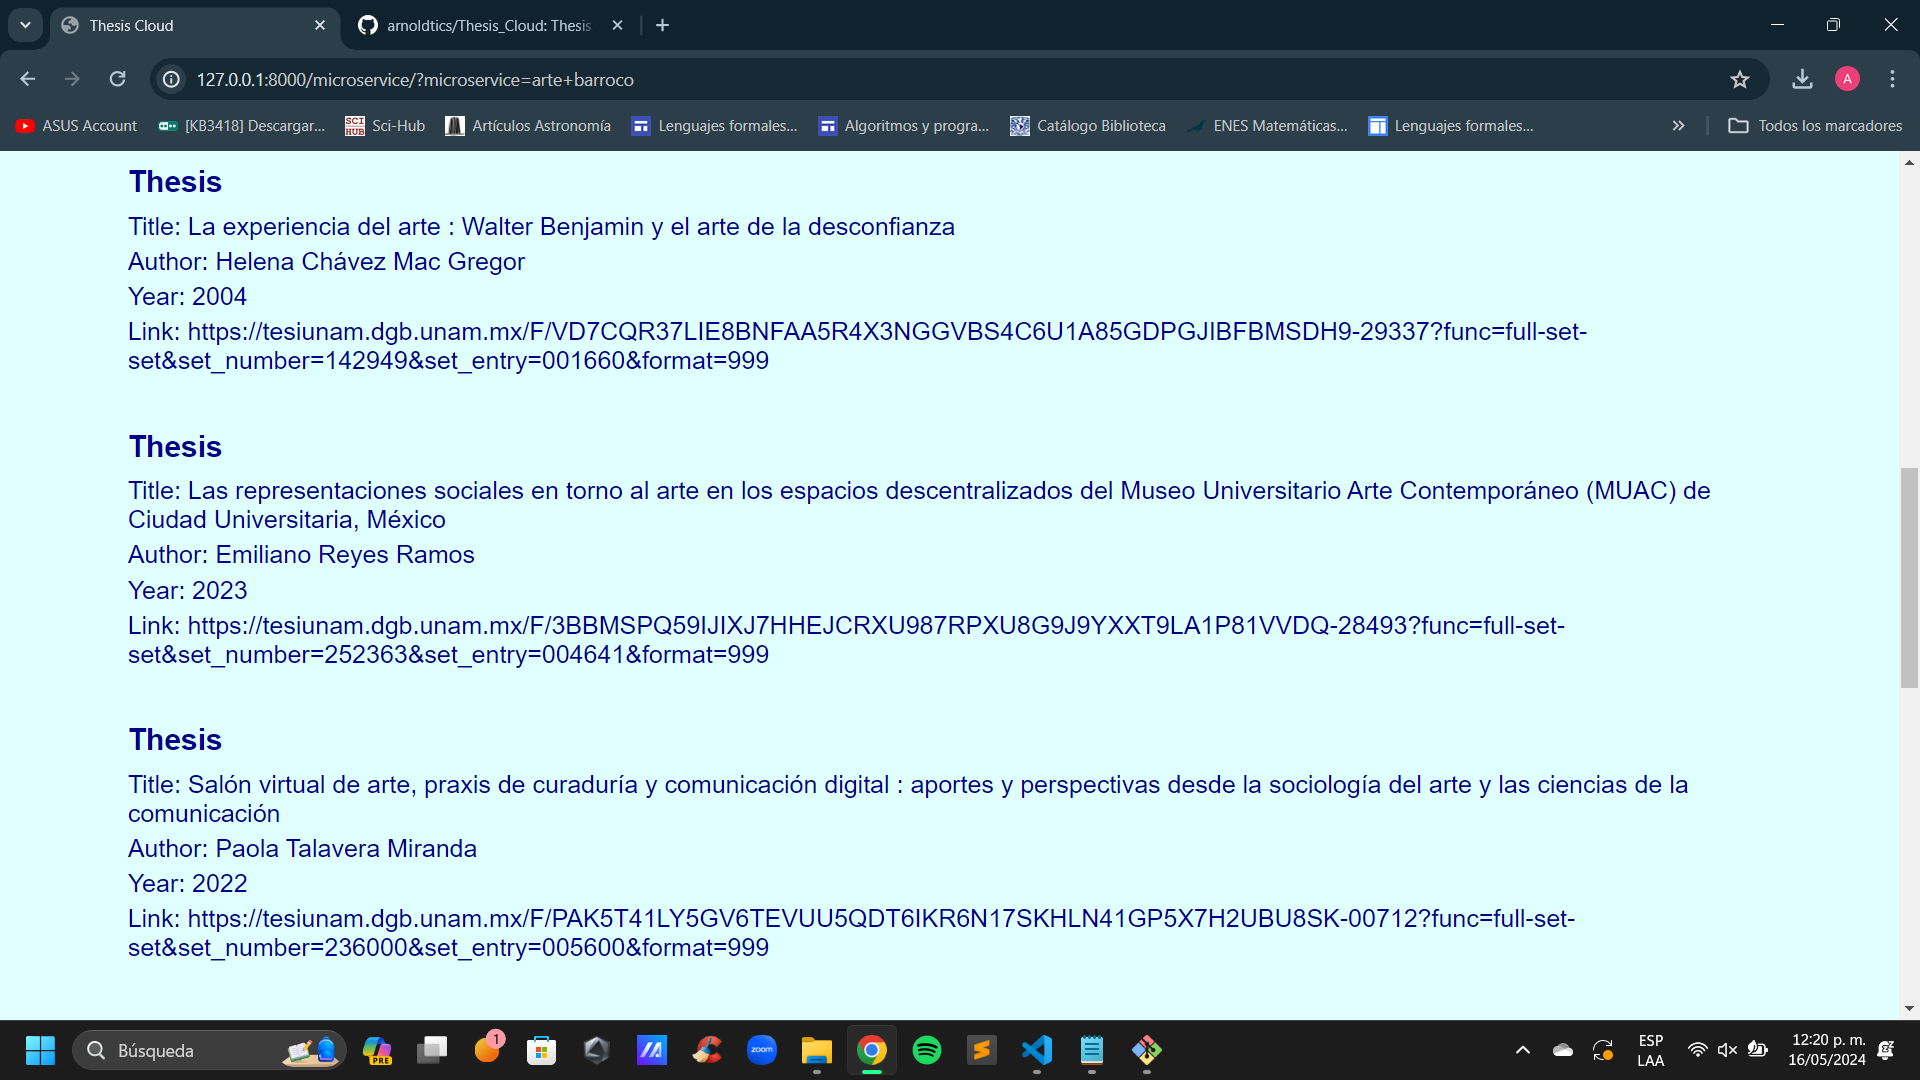 Thesis Cloud
arnoldtics/Thesis_Cloud: Thesis
127.0.0.1:8000/microservice/?microservice=arte+barroco
A
ASUS Account
[KB3418] Descargar...
SCI HUB
Sci-Hub
Artículos Astronomía
Lenguajes formales...
Algoritmos y progra...
Catálogo Biblioteca
ENES Matemáticas...
Lenguajes formales...
Todos los marcadores
Thesis
Title: La experiencia del arte : Walter Benjamin y el arte de la desconfianza
Author: Helena Chávez Mac Gregor
Year: 2004
Link: https://tesiunam.dgb.unam.mx/F/VD7CQR37LIE8BNFAA5R4X3NGGVBS4C6U1A85GDPGJIBFBMSDH9-29337?func=full-set-
set&set_number=142949&set_entry=001660&format=999
Thesis
Title: Las representaciones sociales en torno al arte en los espacios descentralizados del Museo Universitario Arte Contemporáneo (MUAC) de
Ciudad Universitaria, México
Author: Emiliano Reyes Ramos
Year: 2023
Link: https://tesiunam.dgb.unam.mx/F/3BBMSPQ59IJIXJ7HHEJCRXU987RPXU8G9J9YXXT9LA1P81VVDQ-28493?func=full-set-
set&set_number=252363&set_entry=004641&format=999
Thesis
Title: Salón virtual de arte, praxis de curaduría y comunicación digital : aportes y perspectivas desde la sociología del arte y las ciencias de la
comunicación
Author: Paola Talavera Miranda
Year: 2022
Link: https://tesiunam.dgb.unam.mx/F/PAK5T41LY5GV6TEVUU5QDT6IKR6N17SKHLN41GP5X7H2UBU8SK-00712?func=full-set-
set&set_number=236000&set_entry=005600&format=999
Búsqueda
PRE
1
zoom
ESP
LAA
12:20 p. m.
16/05/2024